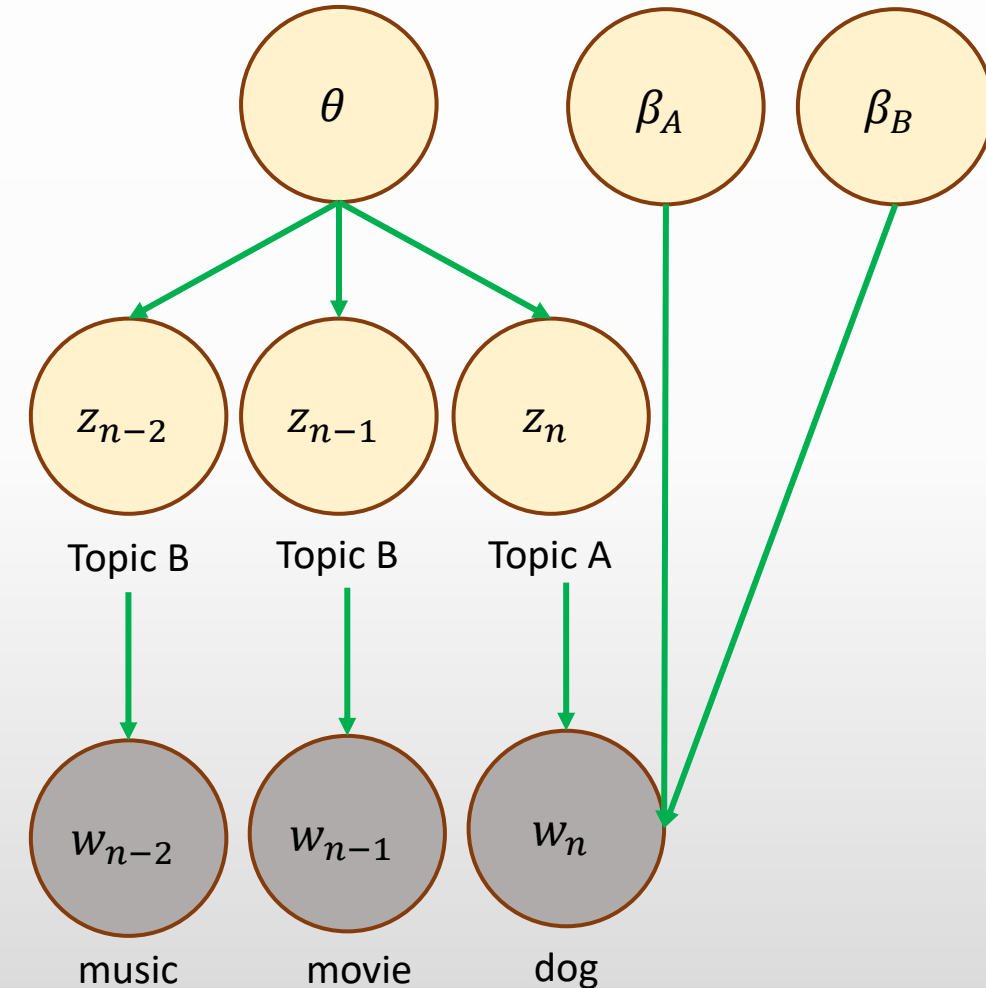 θ β_A β_B
z_{n−2} z_{n−1} z_n
Topic B Topic B Topic A
w_{n−2} w_{n−1} w_n
music movie dog